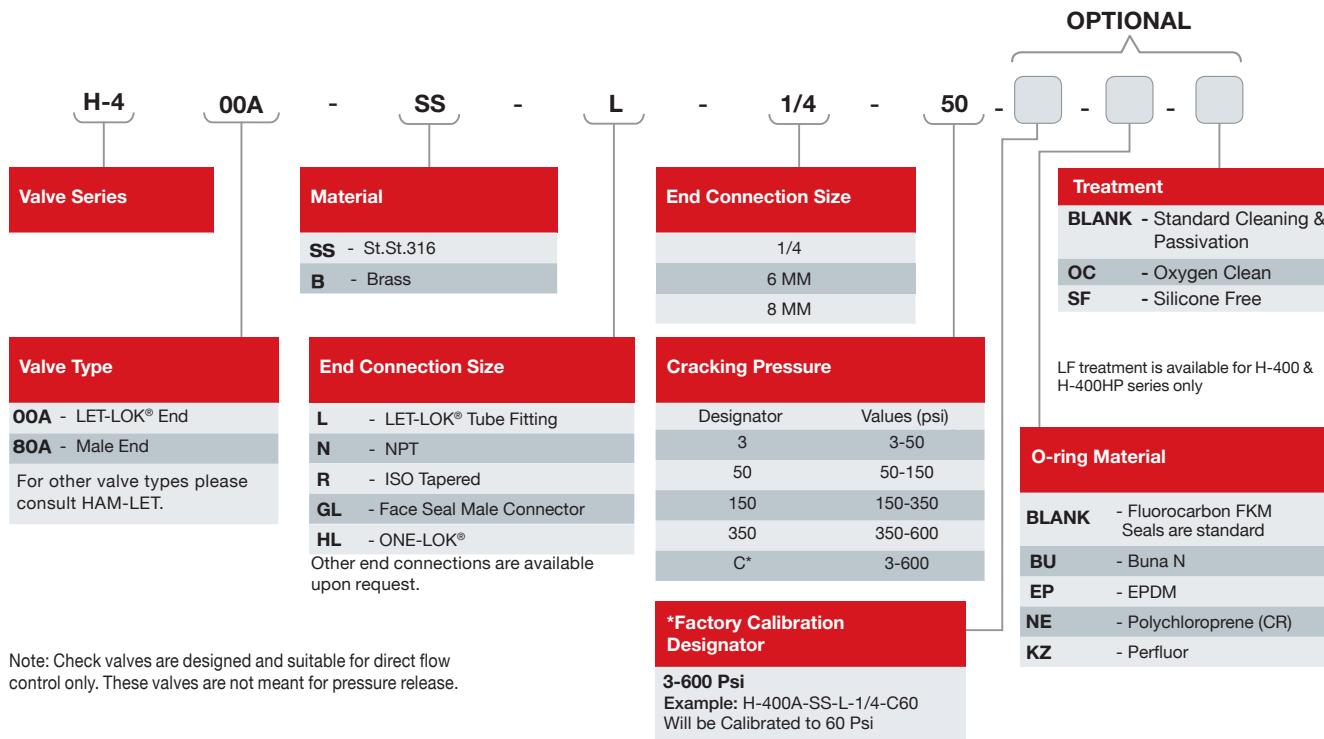 OPTIONAL
H-4 00A - SS - L - 1/4 - 50 - - -
Valve Series
Material
SS - St.St.316
B - Brass
End Connection Size
1/4
6 MM
8 MM
Treatment
BLANK - Standard Cleaning &
Passivation
OC - Oxygen Clean
SF - Silicone Free
LF treatment is available for H-400 &
H-400HP series only
Valve Type
00A - LET-LOK® End
80A - Male End
For other valve types please
consult HAM-LET.
End Connection Size
L - LET-LOK® Tube Fitting
N - NPT
R - ISO Tapered
GL - Face Seal Male Connector
HL - ONE-LOK®
Other end connections are available
upon request.
Cracking Pressure
Designator Values (psi)
3 3-50
50 50-150
150 150-350
350 350-600
C* 3-600
O-ring Material
BLANK - Fluorocarbon FKM
Seals are standard
BU - Buna N
EP - EPDM
NE - Polychloroprene (CR)
KZ - Perfluor
*Factory Calibration
Designator
3-600 Psi
Example: H-400A-SS-L-1/4-C60
Will be Calibrated to 60 Psi
Note: Check valves are designed and suitable for direct flow
control only. These valves are not meant for pressure release.